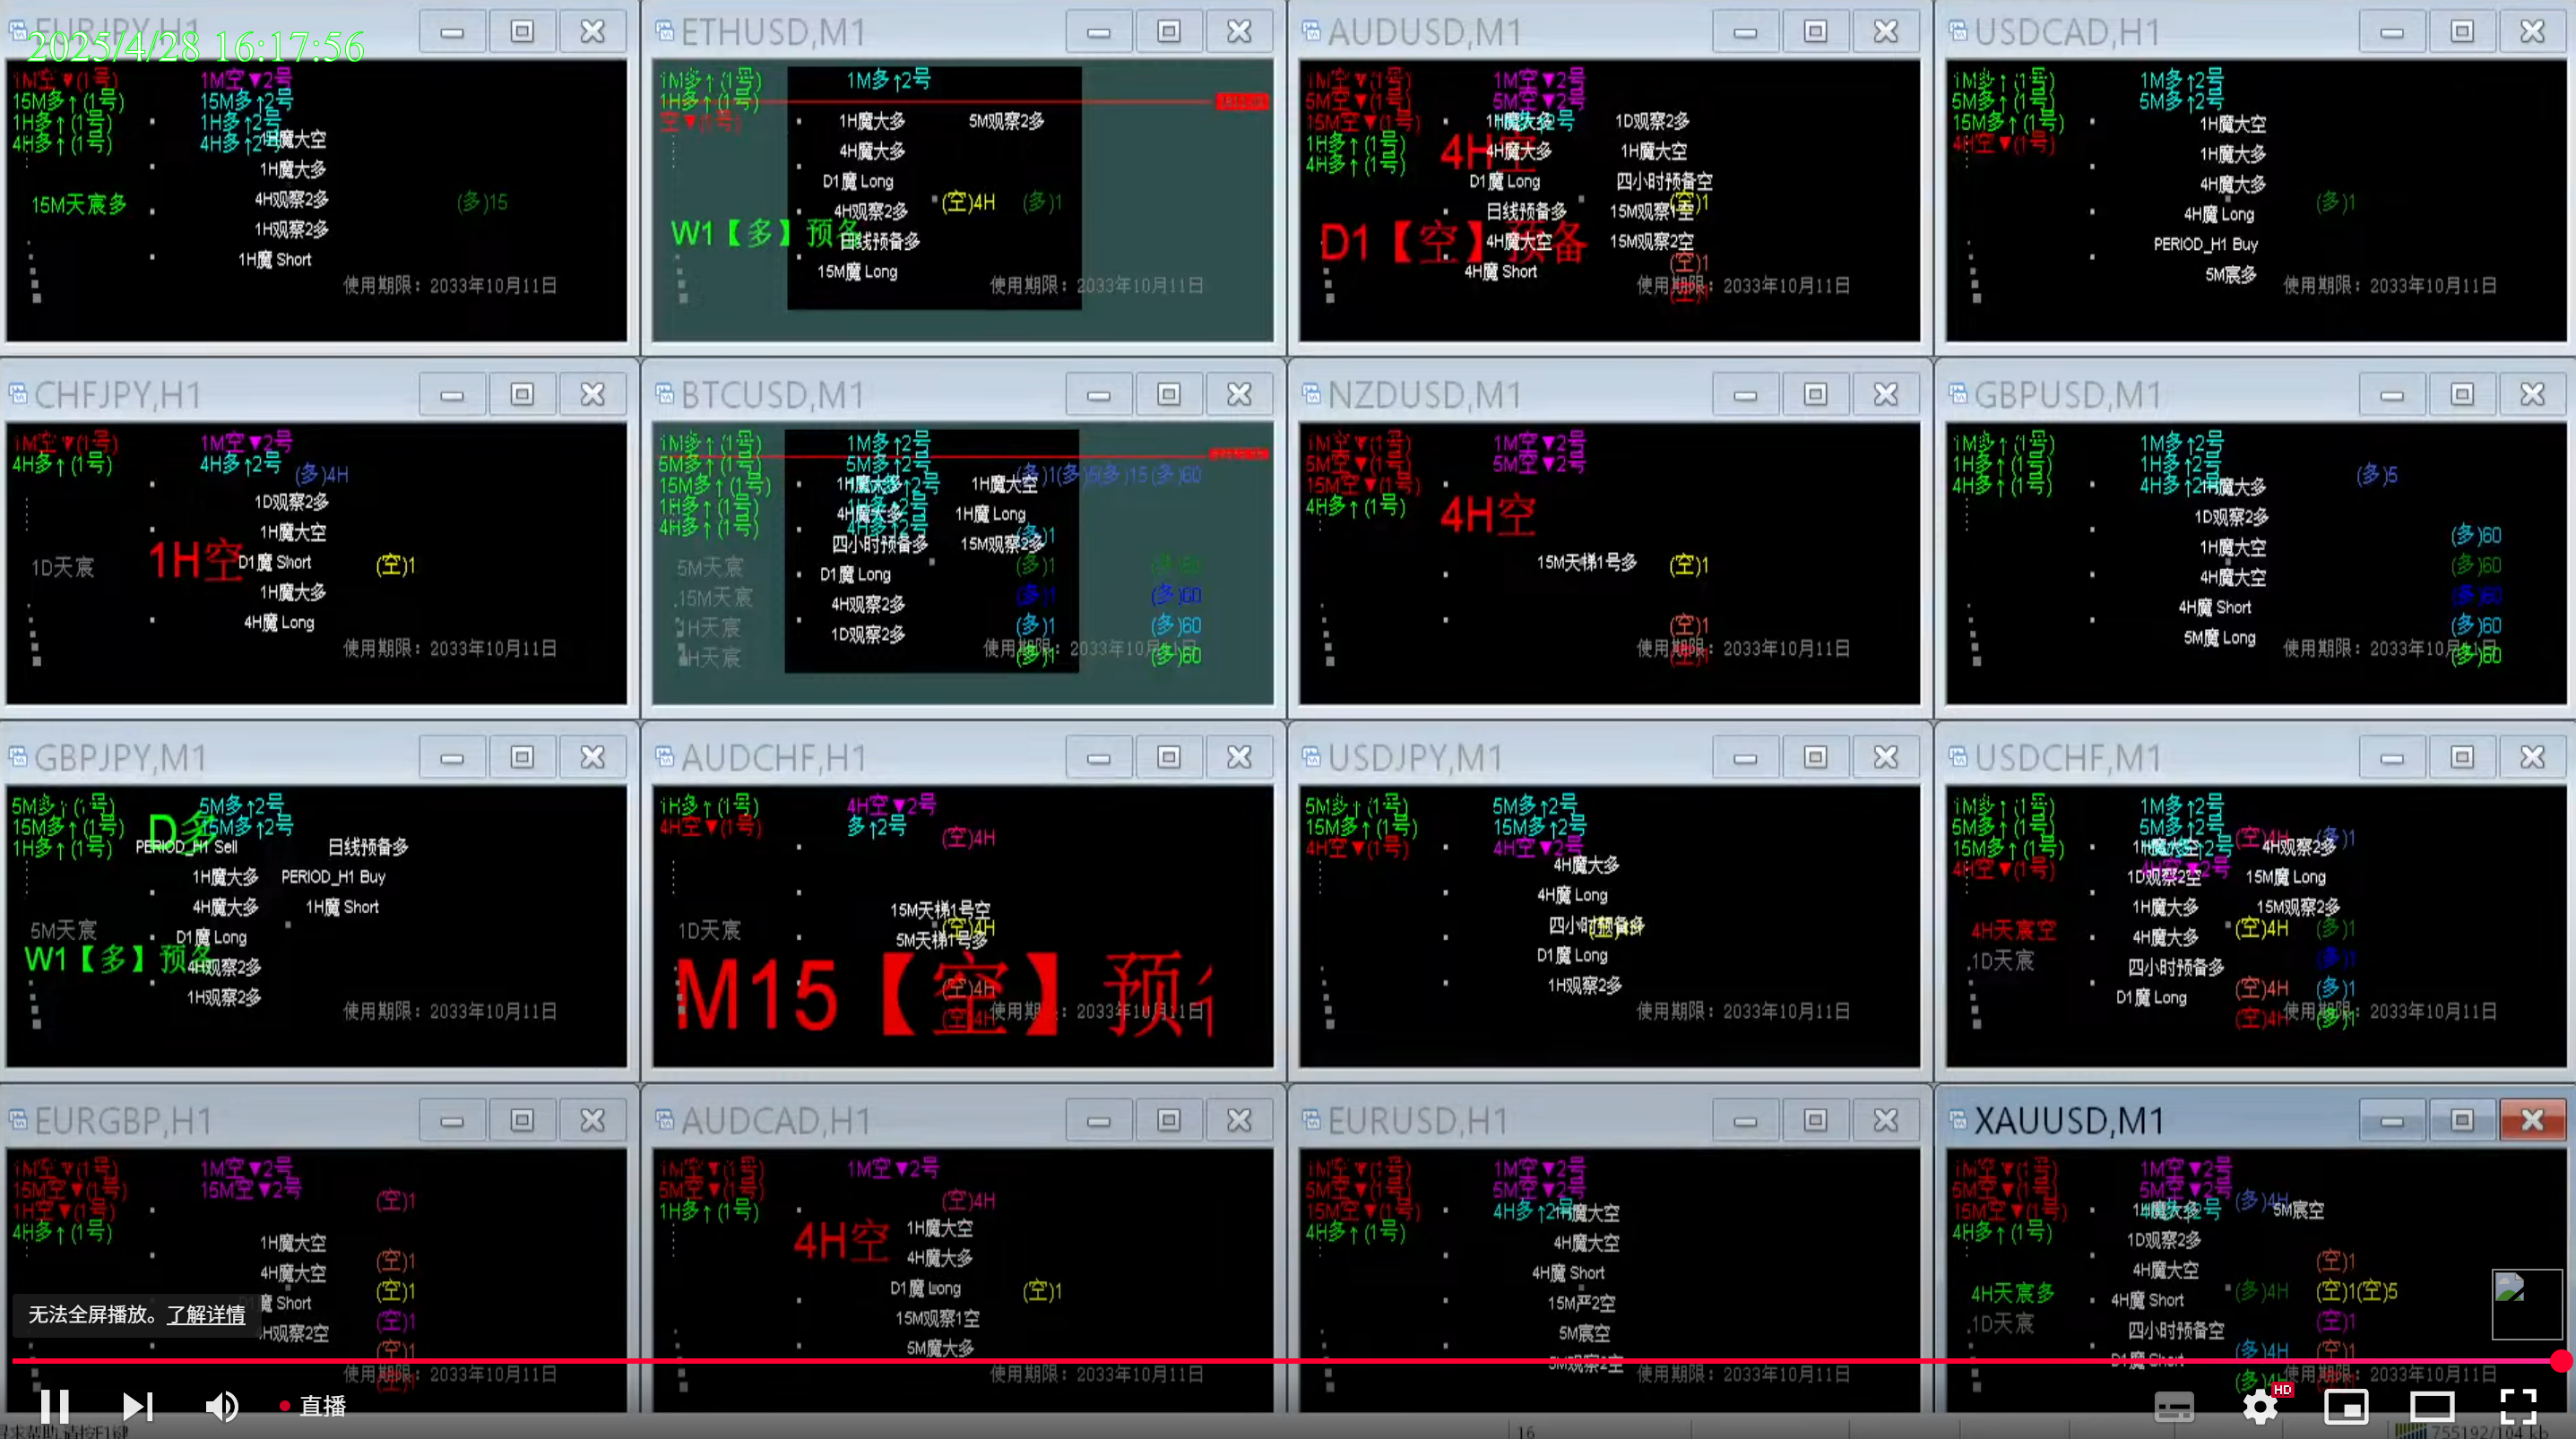 EURJPY,H1
2025/4/28 16:17:56
1M空▼(1号)
1M空▼2号
15M多↑(1号)
15M多↑2号
1H多↑(1号)
1H多↑2号
4H多↑(1号)
4H多↑2号
1H魔大空
1H魔大多
15M天宸多
4H观察2多
(多)15
1H观察2多
1H魔 Short
使用期限：2033年10月11日
ETHUSD,M1
1M多↑(1号)
1M多↑2号
1H多↑(1号)
空▼(1号)
1H魔大多
5M观察2多
4H魔大多
D1魔 Long
4H观察2多
(空)4H
(多)1
W1【多】预备
日线预备多
15M魔 Long
使用期限：2033年10月11日
AUDUSD,M1
1M空▼(1号)
1M空▼2号
5M空▼(1号)
5M空▼2号
15M空▼(1号)
1H魔大多
1D观察2多
1H多↑(1号)
4H空
4H魔大多
1H魔大空
4H多↑(1号)
D1魔 Long
四小时预备空
日线预备多
15M观察1空
(空)1
D1【空】预备
4H魔大空
15M观察2空
4H魔 Short
(空)1
使用期限：2033年10月11日
(空)1
USDCAD,H1
1M多↑(1号)
1M多↑2号
5M多↑(1号)
5M多↑2号
15M多↑(1号)
1H魔大空
4H空▼(1号)
1H魔大多
4H魔大多
(多)1
4H魔 Long
PERIOD_H1 Buy
5M宸多
使用期限：2033年10月11日
CHFJPY,H1
1M空▼(1号)
1M空▼2号
4H多↑(1号)
4H多↑2号
(多)4H
1D观察2多
1H魔大空
1D天宸
1H空
D1魔 Short
(空)1
1H魔大多
4H魔 Long
使用期限：2033年10月11日
BTCUSD,M1
1M多↑(1号)
1M多↑2号
5M多↑(1号)
5M多↑2号
(多)1(多)5(多)15(多)60
15M多↑(1号)
1H魔大多
1H魔大空
1H多↑(1号)
4H魔大多
1H魔 Long
4H多↑(1号)
4H多↑2号
四小时预备多
15M观察2多
5M天宸
D1魔 Long
(多)1
15M天宸
4H观察2多
(多)1
(多)60
1H天宸
1D观察2多
(多)1
(多)60
H天宸
使用期限：2033年10月11日
(多)1
(多)60
NZDUSD,M1
1M空▼(1号)
1M空▼2号
5M空▼(1号)
5M空▼2号
15M空▼(1号)
4H多↑(1号)
4H空
15M天梯1号多
(空)1
(空)1
使用期限：2033年10月11日
(空)1
GBPUSD,M1
1M多↑(1号)
1M多↑2号
1H多↑(1号)
1H多↑2号
(多)5
4H多↑(1号)
4H多↑2号
1H魔大多
1D观察2多
1H魔大空
(多)60
4H魔大空
(多)60
4H魔 Short
(多)60
5M魔 Long
(多)60
使用期限：2033年10月11日
(多)60
GBPJPY,M1
5M多↑(1号)
5M多↑2号
15M多↑(1号)
D多
15M多↑2号
1H多↑(1号)
PERIOD_H1 Sell
日线预备多
1H魔大多
PERIOD_H1 Buy
4H魔大多
1H魔 Short
5M天宸
D1魔 Long
W1【多】预备
4H观察2多
1H观察2多
使用期限：2033年10月11日
AUDCHF,H1
1H多↑(1号)
4H空▼2号
4H空▼(1号)
多↑2号
(空)4H
15M天梯1号空
1D天宸
(空)4H
5M天梯1号多
M15【空】预
(空)4H
(空)4H
使用期限：2033年10月11日
USDJPY,M1
5M多↑(1号)
5M多↑2号
15M多↑(1号)
15M多↑2号
4H空▼(1号)
4H空▼2号
4H魔大多
4H魔 Long
四小时预备多
D1魔 Long
1H观察2多
使用期限：2033年10月11日
USDCHF,M1
1M多↑(1号)
1M多↑2号
5M多↑(1号)
5M多↑2号
(空)4H
(多)1
15M多↑(1号)
1H魔大空
4H观察2多
4H空▼(1号)
4H空▼2号
1D观察2空
15M魔 Long
1H魔大多
15M观察2多
4H天宸空
4H魔大多
(空)4H
(多)1
1D天宸
四小时预备多
(多)1
D1魔 Long
(空)4H
(多)1
(空)4H
(多)1
使用期限：2033年10月11日
EURGBP,H1
1M空▼(1号)
1M空▼2号
15M空▼(1号)
15M空▼2号
(空)1
1H空▼(1号)
4H多↑(1号)
1H魔大空
(空)1
4H魔大空
(空)1
魔 Short
(空)1
4H观察2空
(空)1
使用期限：2033年10月11日
(空)1
AUDCAD,H1
1M空▼(1号)
1M空▼2号
5M空▼(1号)
(空)4H
1H多↑(1号)
4H空
1H魔大空
4H魔大多
D1魔 Long
(空)1
15M观察1空
5M魔大多
使用期限：2033年10月11日
EURUSD,H1
1M空▼(1号)
1M空▼2号
5M空▼(1号)
5M空▼2号
15M空▼(1号)
4H多↑2号
1H魔大空
4H多↑(1号)
4H魔大空
4H魔 Short
15M严2空
5M宸空
5M观察2空
使用期限：2033年10月11日
XAUUSD,M1
1M空▼(1号)
1M空▼2号
5M空▼(1号)
5M空▼2号
(多)4H
15M空▼(1号)
1H魔大多
5M宸空
4H多↑(1号)
1D观察2多
4H魔大空
(空)1
4H天宸多
4H魔 Short
(多)4H
(空)1(空)5
1D天宸
四小时预备空
(空)1
D1魔 Short
(多)4H
(空)1
使用期限：2033年10月11日
(多)4H
无法全屏播放。了解详情
直播
HD
寻求帮助,请按F1键
16
755192/104 kb